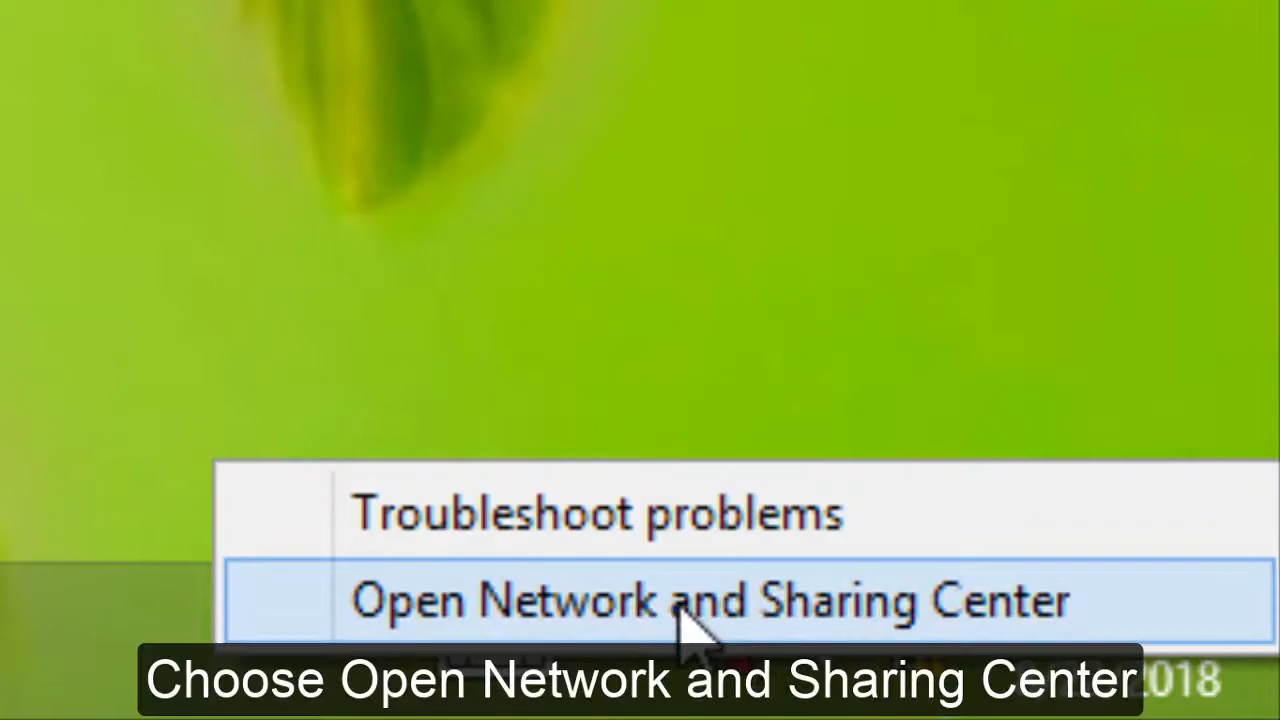 Troubleshoot problems
Open Network and Sharing Center
Choose Open Network and Sharing Center
2018